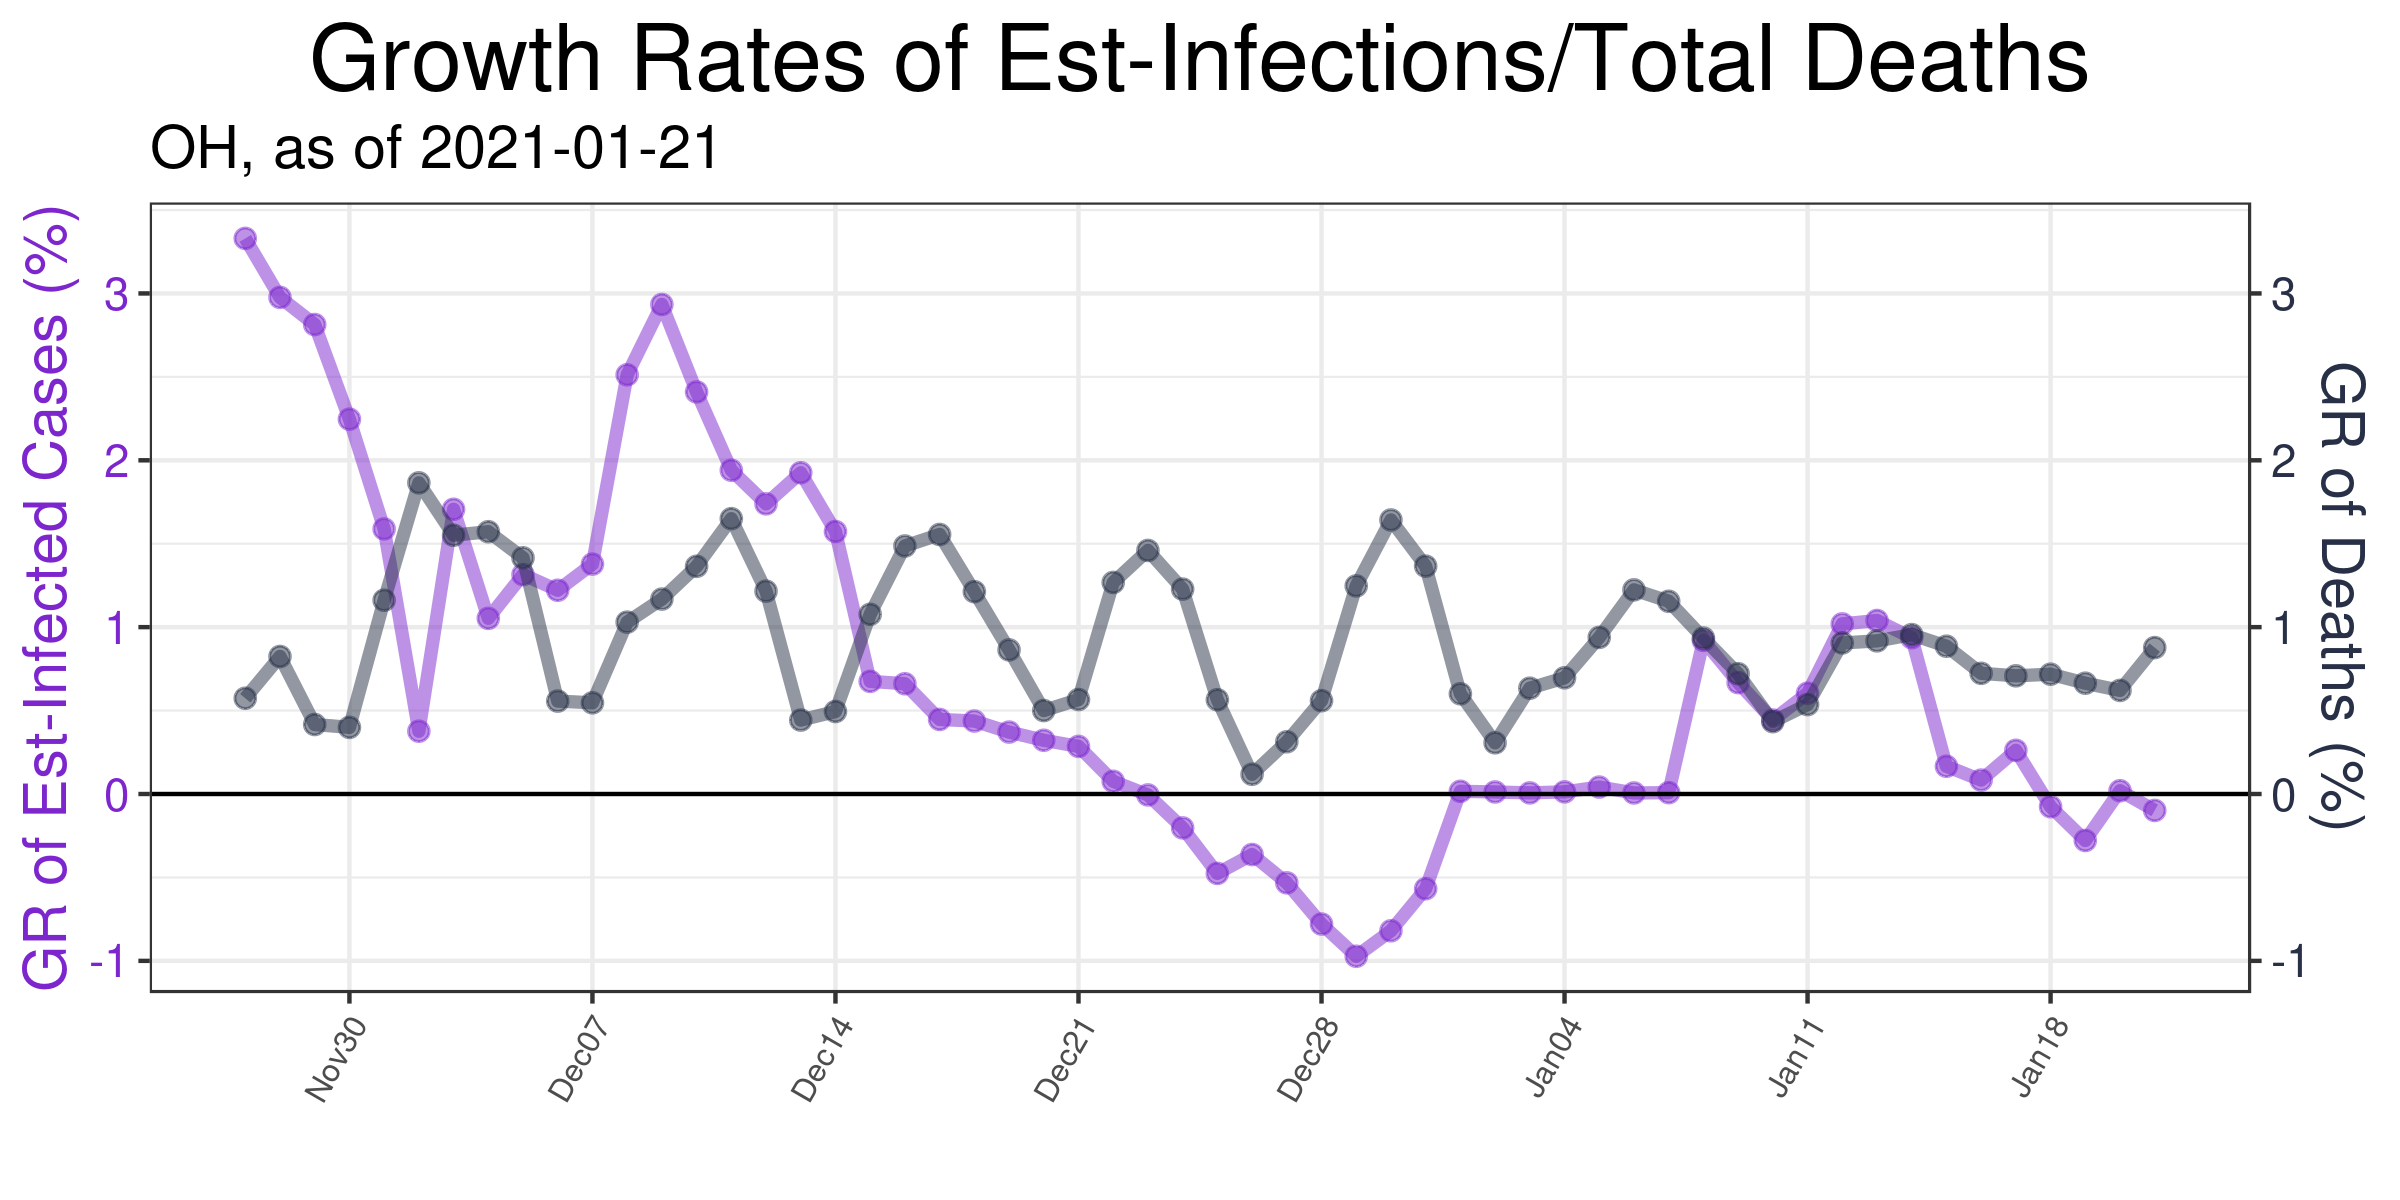 Growth Rates of Est-Infections/Total Deaths
OH, as of 2021-01-21
GR of Est-Infected Cases (%)
3
2
1
0
-1
3
2
1
0
-1
GR of Deaths (%)
Nov30
Dec07
Dec14
Dec21
Dec28
Jan04
Jan11
Jan18